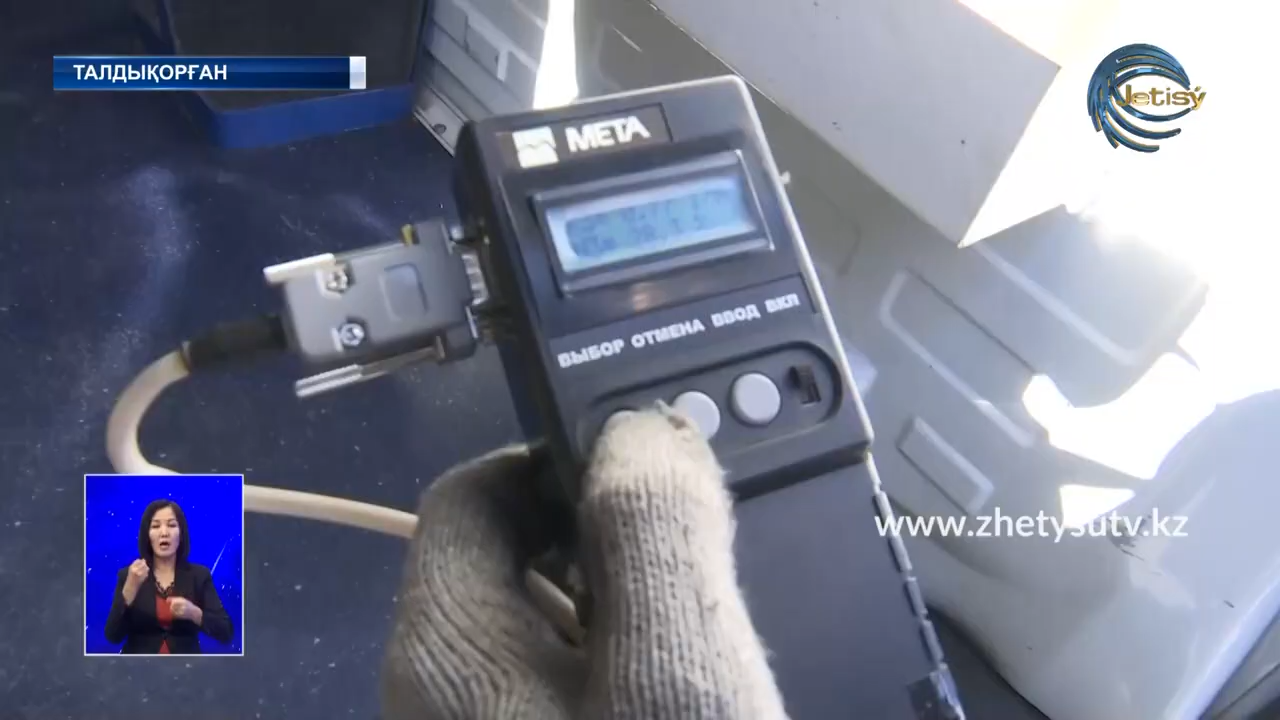 ТАЛДЫҚОРҒАН
Jetisý
МЕТА
ВЫБОР ОТМЕНА ВВОД ВКЛ
www.zhetysutv.kz